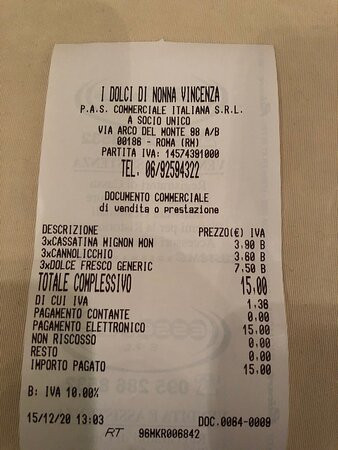 I DOLCI DI NONNA VINCENZA
P.A.S. COMMERCIALE ITALIANA S.R.L.
A SOCIO UNICO
VIA ARCO DEL MONTE 98 A/B
00186 - ROMA (RM)
PARTITA IVA: 14574301000
TEL. 06/92594322
DOCUMENTO COMMERCIALE
di vendita o prestazione
DESCRIZIONE PREZZO(€) IVA
3xCASSATINA MIGNON MON 3,90 B
3xCANNOLICCHIO 3,60 B
3xDOLCE FRESCO GENERIC 7,50 B
TOTALE COMPLESSIVO 15,00
DI CUI IVA 1,36
PAGAMENTO CONTANTE 0,00
PAGAMENTO ELETTRONICO 15,00
NON RISCOSSO 0,00
RESTO 0,00
IMPORTO PAGATO 15,00
B: IVA 10,00%
15/12/20 13:03 DOC.0064-0009
RT 96MKR006842